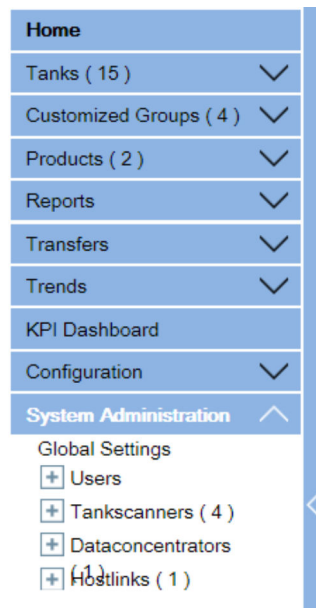 Home
Tanks ( 15 )
Customized Groups ( 4 )
Products ( 2 )
Reports
Transfers
Trends
KPI Dashboard
Configuration
System Administration
Global Settings
Users
Tankscanners ( 4 )
Dataconcentrators
( 1 )
Hostlinks ( 1 )